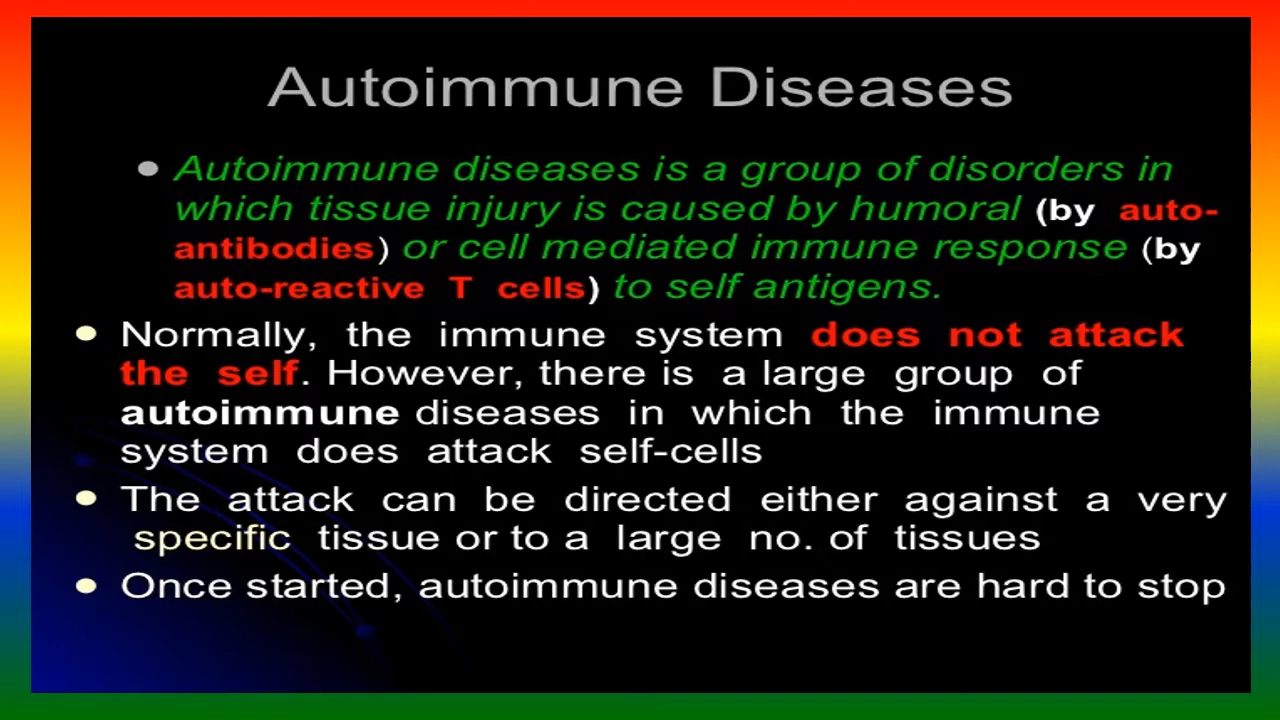 Autoimmune Diseases
Autoimmune diseases is a group of disorders in
which tissue injury is caused by humoral (by auto-
antibodies) or cell mediated immune response (by
auto-reactive T cells) to self antigens.
Normally, the immune system does not attack
the self. However, there is a large group of
autoimmune diseases in which the immune
system does attack self-cells
The attack can be directed either against a very
specific tissue or to a large no. of tissues
Once started, autoimmune diseases are hard to stop